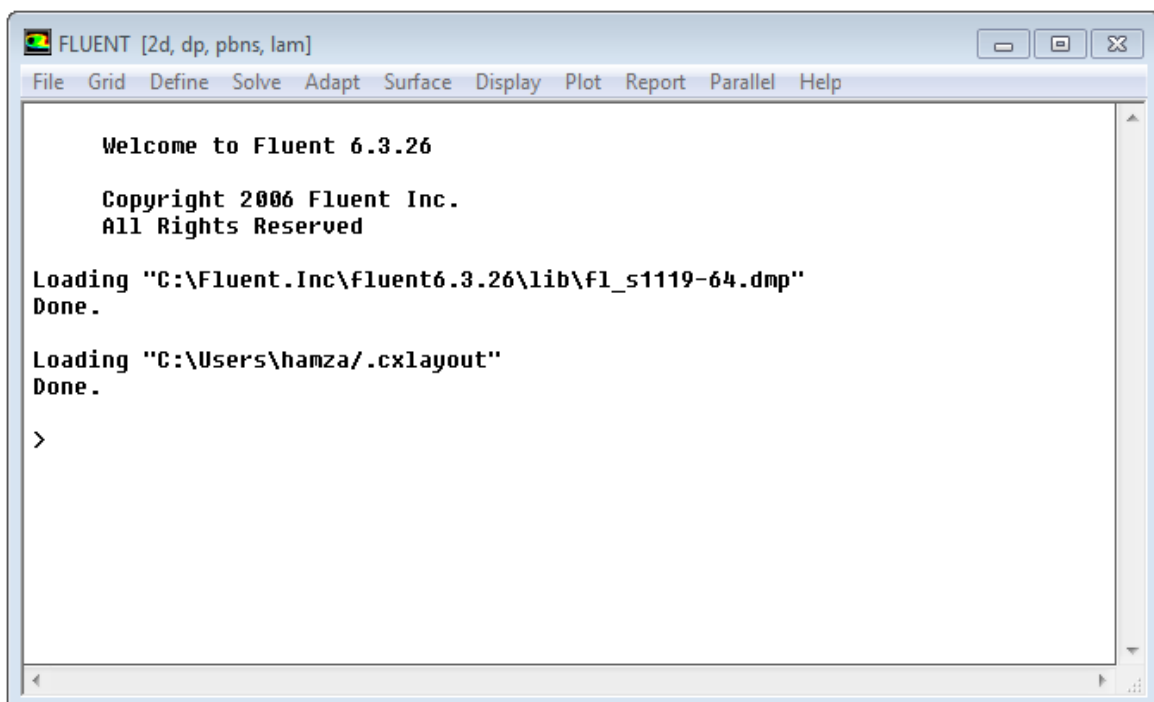 FLUENT [2d, dp, pbns, lam]
File Grid Define Solve Adapt Surface Display Plot Report Parallel Help
Welcome to Fluent 6.3.26
Copyright 2006 Fluent Inc.
All Rights Reserved
Loading "C:\Fluent.Inc\fluent6.3.26\lib\fl_s1119-64.dmp"
Done.
Loading "C:\Users\hamza/.cxlayout"
Done.
>